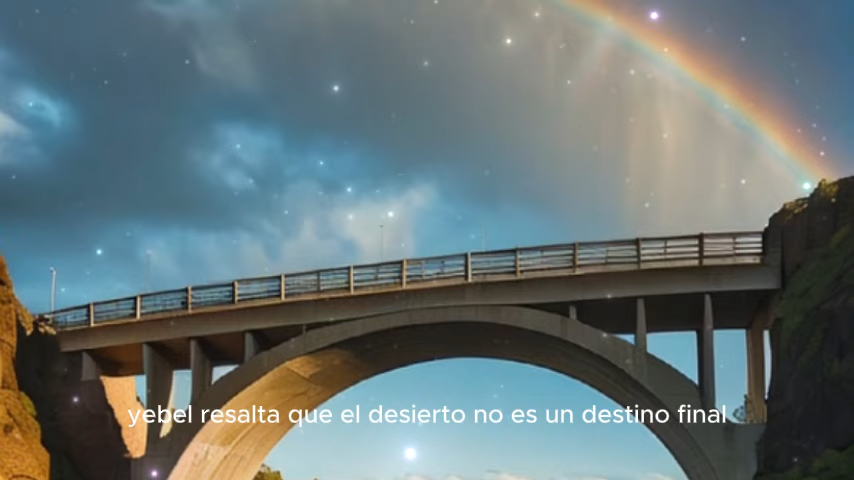 yebel resalta que el desierto no es un destino final